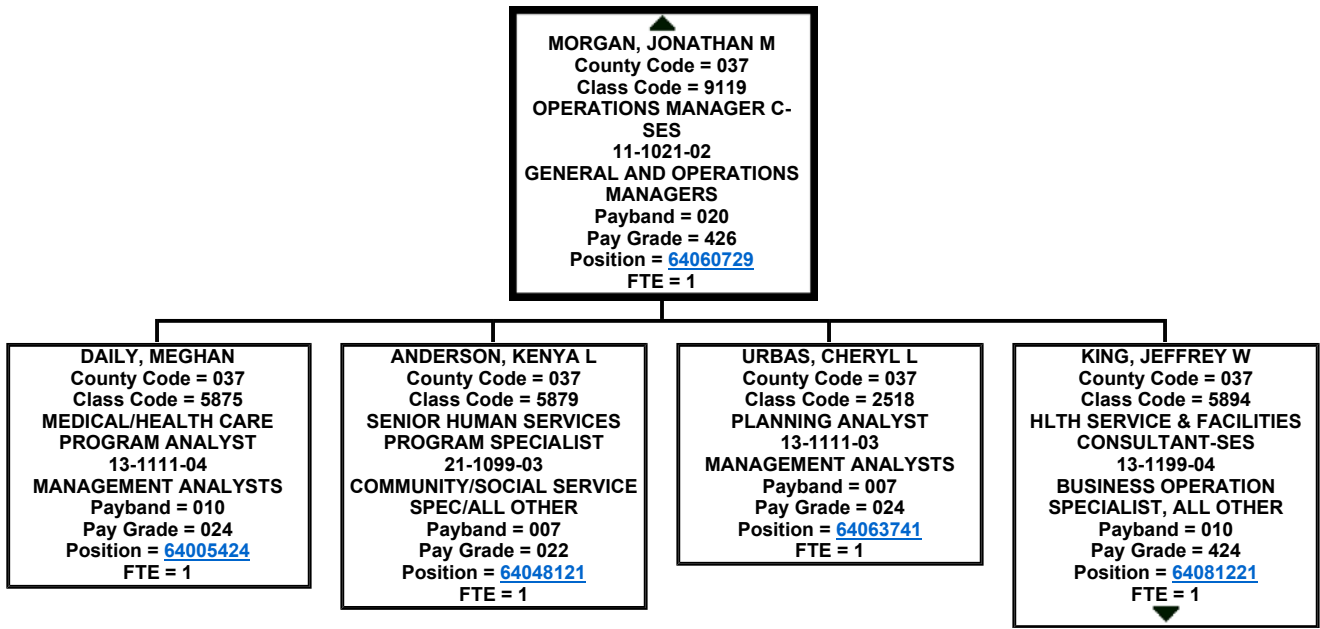 MORGAN, JONATHAN M
County Code = 037
Class Code = 9119
OPERATIONS MANAGER C-
SES
11-1021-02
GENERAL AND OPERATIONS
MANAGERS
Payband = 020
Pay Grade = 426
Position = 64060729
FTE = 1
DAILY, MEGHAN
County Code = 037
Class Code = 5875
MEDICAL/HEALTH CARE
PROGRAM ANALYST
13-1111-04
MANAGEMENT ANALYSTS
Payband = 010
Pay Grade = 024
Position = 64005424
FTE = 1
ANDERSON, KENYA L
County Code = 037
Class Code = 5879
SENIOR HUMAN SERVICES
PROGRAM SPECIALIST
21-1099-03
COMMUNITY/SOCIAL SERVICE
SPEC/ALL OTHER
Payband = 007
Pay Grade = 022
Position = 64048121
FTE = 1
URBAS, CHERYL L
County Code = 037
Class Code = 2518
PLANNING ANALYST
13-1111-03
MANAGEMENT ANALYSTS
Payband = 007
Pay Grade = 024
Position = 64063741
FTE = 1
KING, JEFFREY W
County Code = 037
Class Code = 5894
HLTH SERVICE & FACILITIES
CONSULTANT-SES
13-1199-04
BUSINESS OPERATION
SPECIALIST, ALL OTHER
Payband = 010
Pay Grade = 424
Position = 64081221
FTE = 1